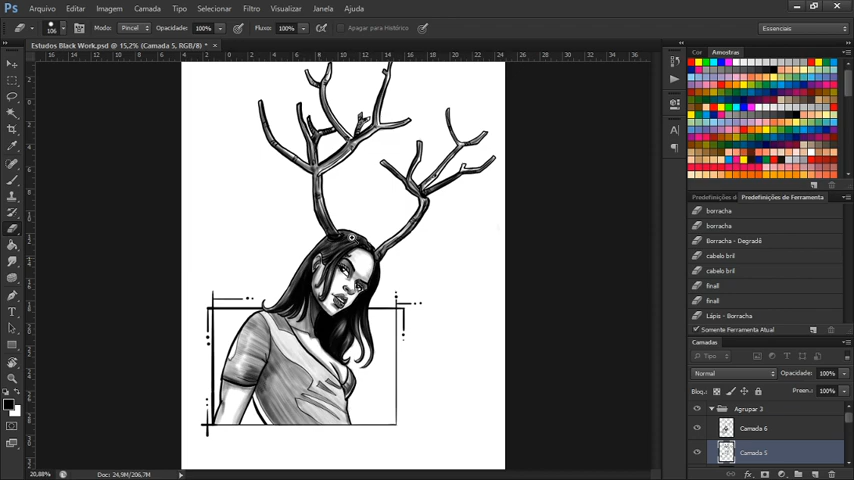 Ps Arquivo Editar Imagem Camada Tipo Selecionar Filtro Visualizar Janela Ajuda
106 Modo: Pincel Opacidade: 100% Fluxo: 100% Apagar para Histórico Essenciais
Estudos Black Work.psd @ 15,2% (Camada 5, RGB/8) * ×
Cor Amostras
Predefinições de Predefinições de Ferramenta
borracha
borracha
Borracha - Degradê
cabelo bril
cabelo bril
finall
finall
Lápis - Borracha
Somente Ferramenta Atual
Camadas
Tipo
Normal Opacidade: 100%
Bloq.: Preen.: 100%
Agrupar 3
Camada 6
Camada 5
20,88% Doc: 24,9M/206,7M